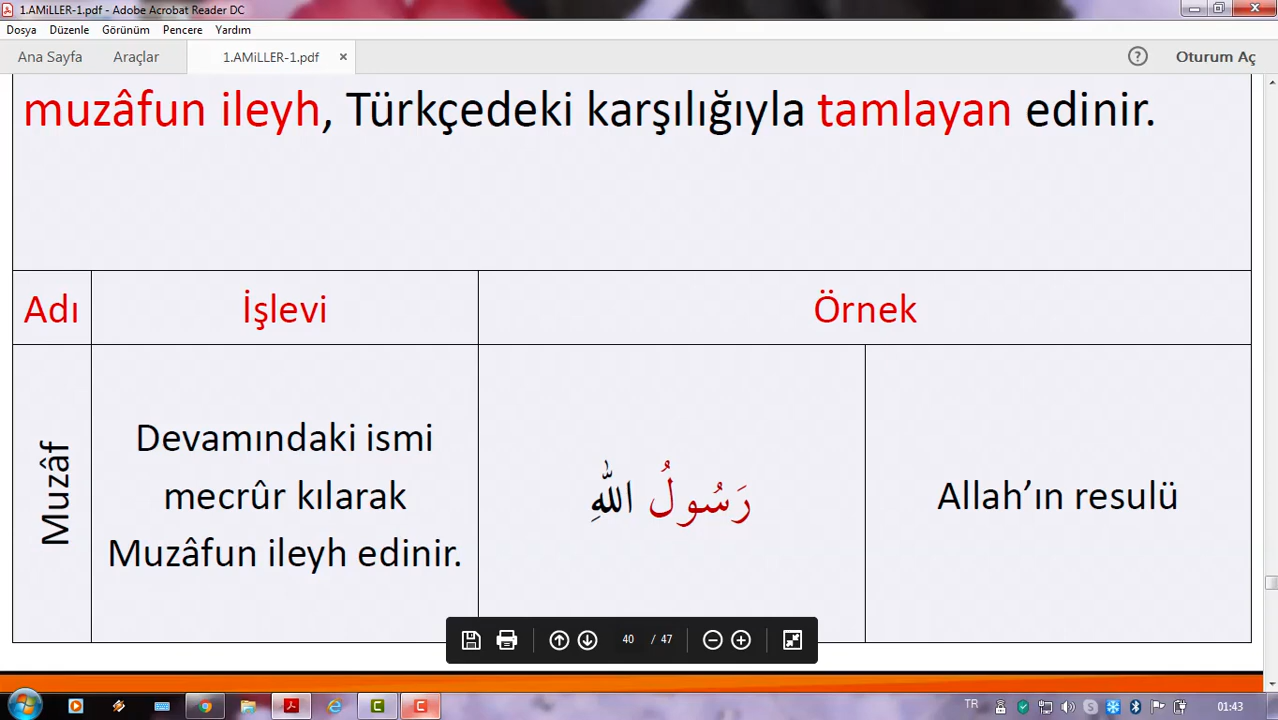 1.AMiLLER-1.pdf - Adobe Acrobat Reader DC
Dosya Düzenle Görünüm Pencere Yardım
Ana Sayfa Araçlar 1.AMiLLER-1.pdf × ? Oturum Aç
muzâfun ileyh, Türkçedeki karşılığıyla tamlayan edinir.
Adı İşlevi Örnek
Muzâf
Devamındaki ismi
mecrûr kılarak
Muzâfun ileyh edinir.
رَسُولُ اللهِ
Allah’ın resulü
40 / 47
TR 01:43